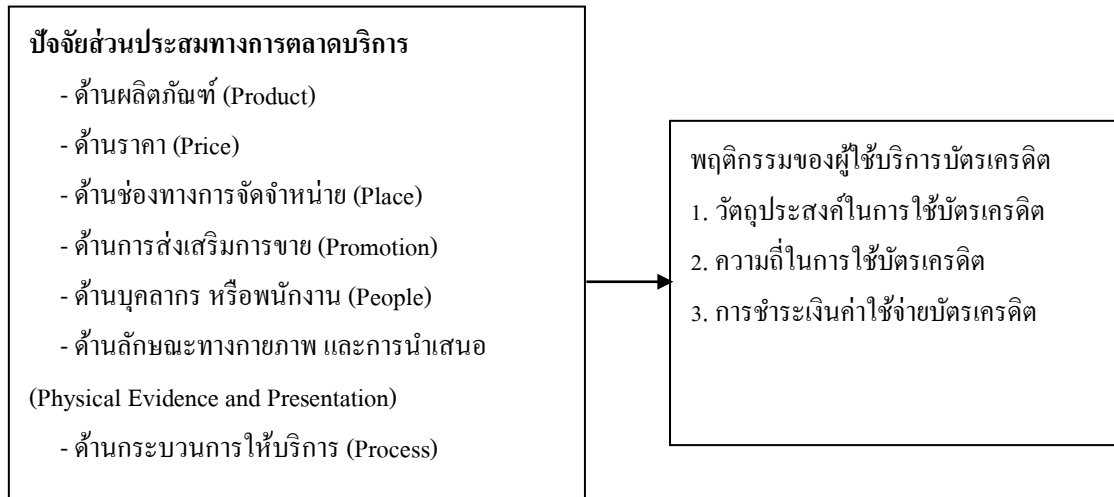 ปัจจัยส่วนประสมทางการตลาดบริการ
- ด้านผลิตภัณฑ์ (Product)
- ด้านราคา (Price)
- ด้านช่องทางการจัดจำหน่าย (Place)
- ด้านการส่งเสริมการขาย (Promotion)
- ด้านบุคลากร หรือพนักงาน (People)
- ด้านลักษณะทางกายภาพ และการนำเสนอ
(Physical Evidence and Presentation)
- ด้านกระบวนการให้บริการ (Process)
พฤติกรรมของผู้ใช้บริการบัตรเครดิต
1. วัตถุประสงค์ในการใช้บัตรเครดิต
2. ความถี่ในการใช้บัตรเครดิต
3. การชำระเงินค่าใช้จ่ายบัตรเครดิต